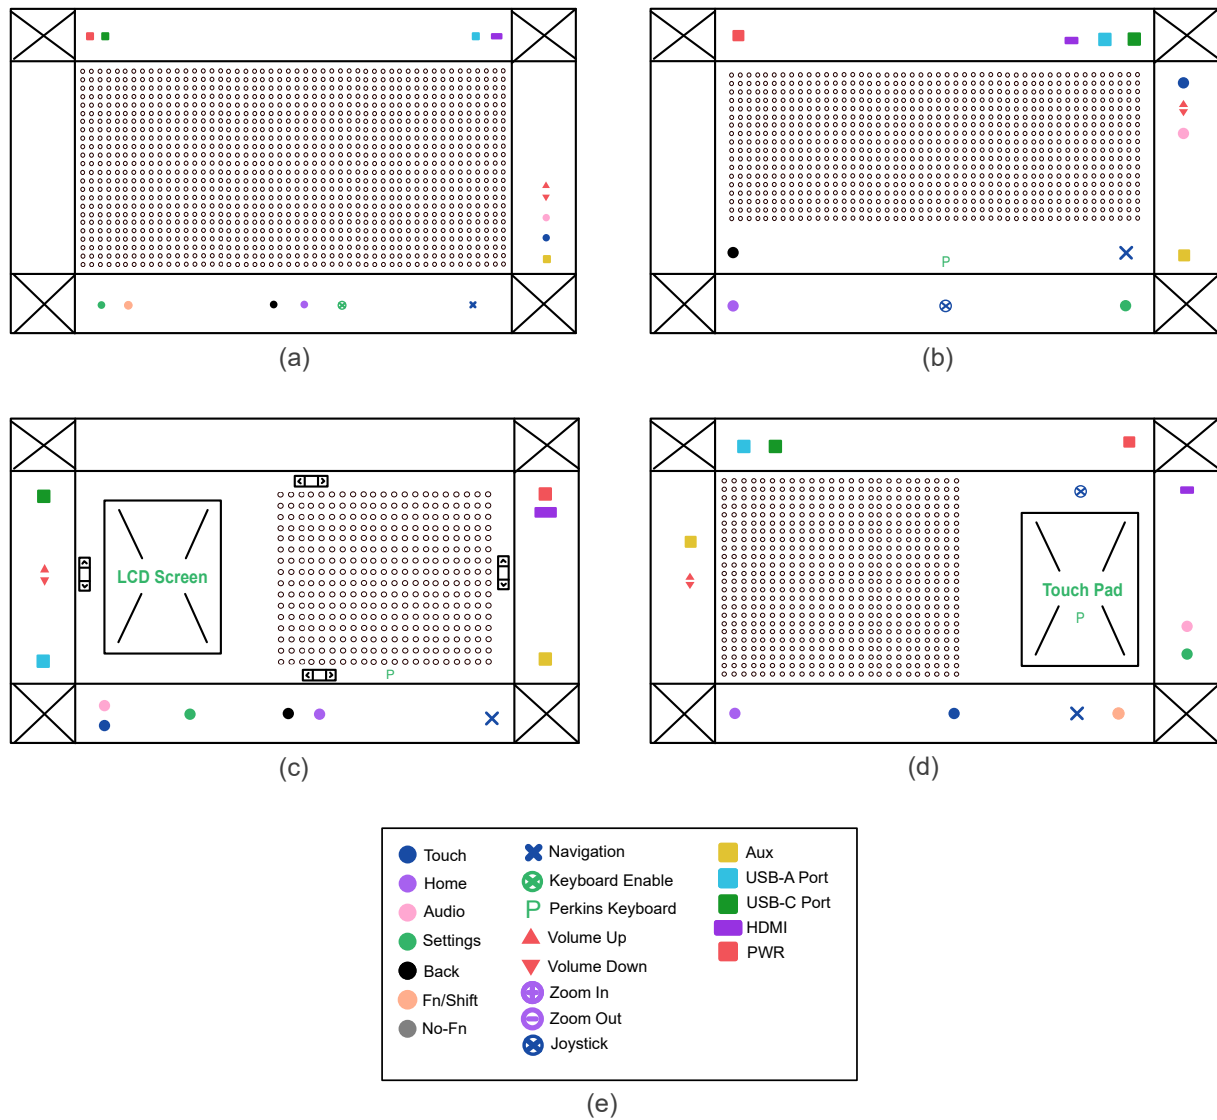 (a)
P
(b)
LCD Screen
P
(c)
Touch Pad
P
(d)
Touch
Home
Audio
Settings
Back
Fn/Shift
No-Fn
Navigation
Keyboard Enable
P Perkins Keyboard
Volume Up
Volume Down
Zoom In
Zoom Out
Joystick
Aux
USB-A Port
USB-C Port
HDMI
PWR
(e)